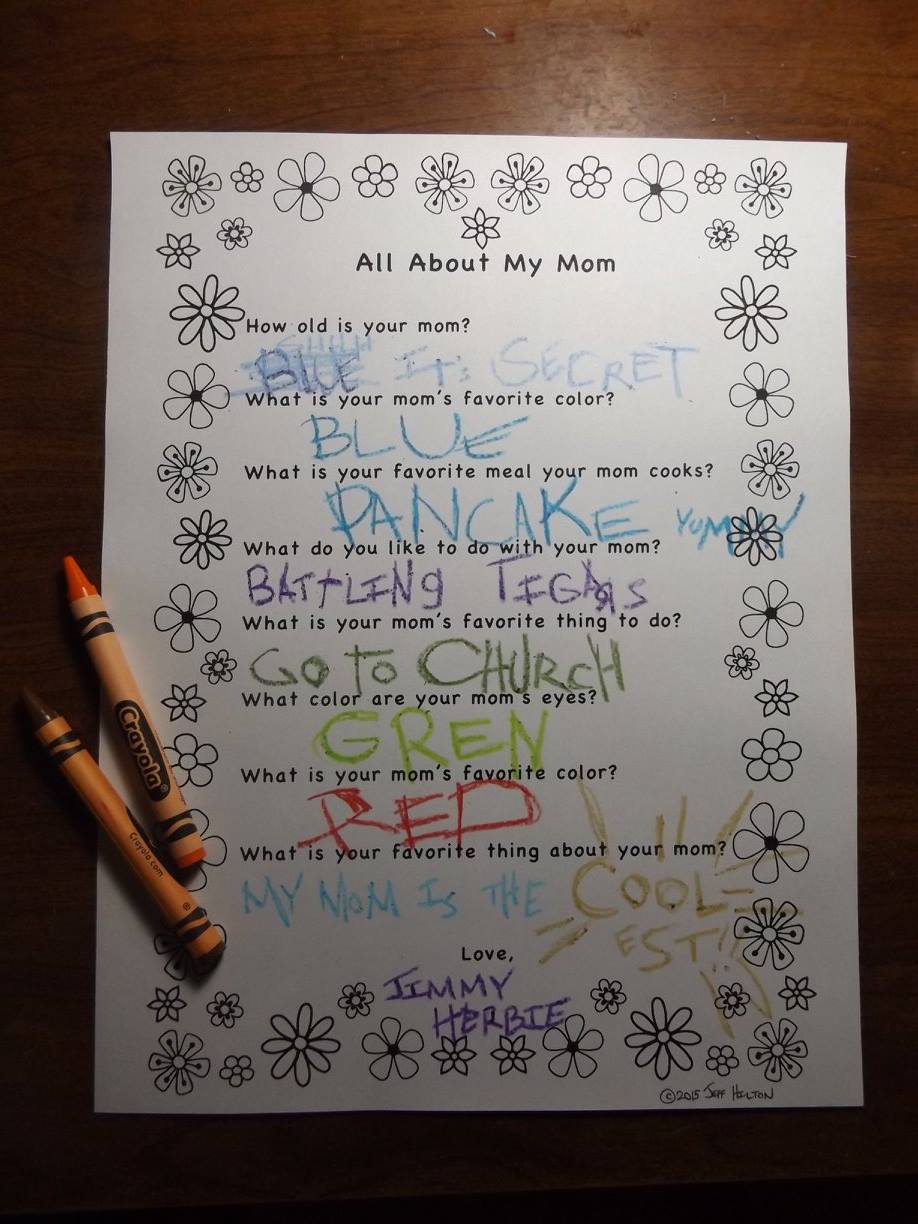 All About My Mom
How old is your mom?
SHHHH
BLUE IT's SECRET
What is your mom's favorite color?
BLUE
What is your favorite meal your mom cooks?
PANCAKE YUMMY
What do you like to do with your mom?
BATTLING TIGARS
What is your mom's favorite thing to do?
GO TO CHURCH
What color are your mom's eyes?
GREN
What is your mom's favorite color?
RED
What is your favorite thing about your mom?
MY MOM IS THE COOL-
EST!!
Love,
JIMMY
HERBIE
©2015 JEFF HILTON
Crayola
Crayola.com
®